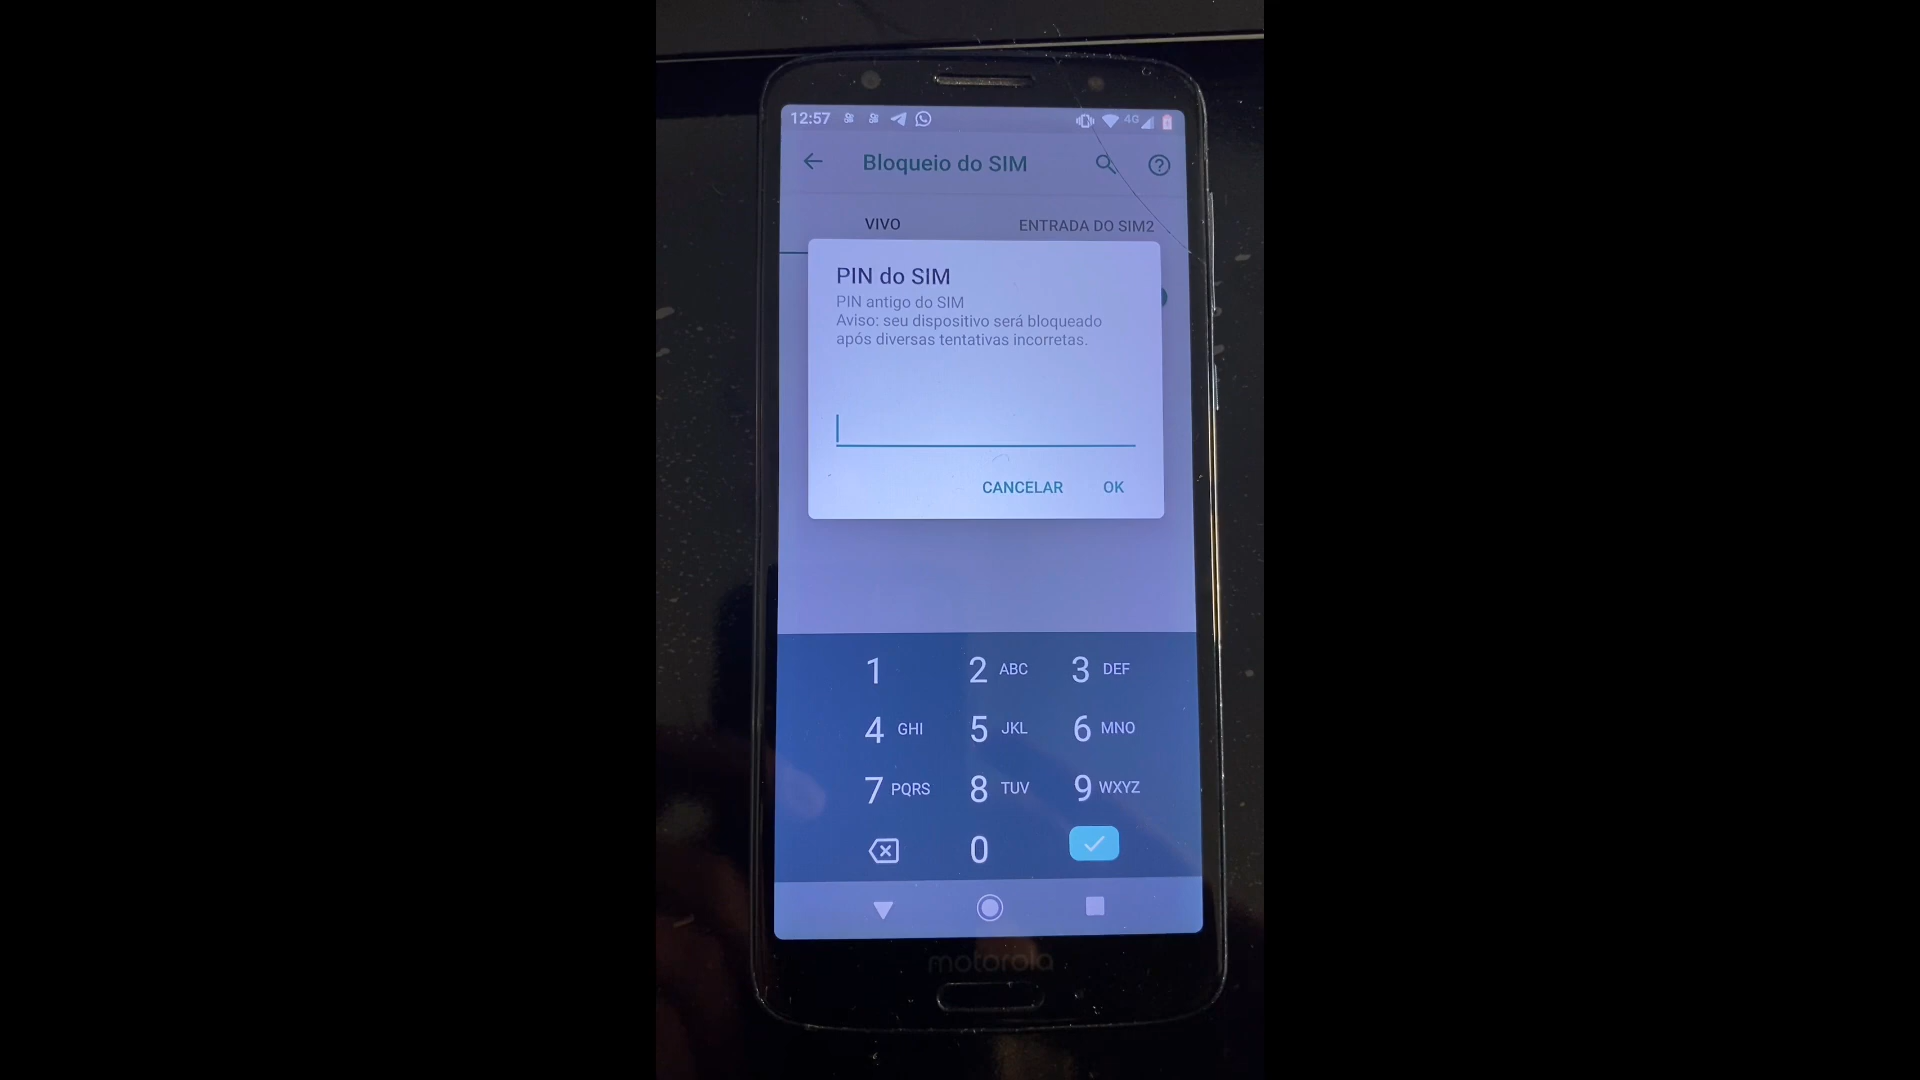 12:57
4G
Bloqueio do SIM
VIVO
ENTRADA DO SIM2
PIN do SIM
PIN antigo do SIM
Aviso: seu dispositivo será bloqueado
após diversas tentativas incorretas.
CANCELAR OK
1 2 ABC 3 DEF
4 GHI 5 JKL 6 MNO
7 PQRS 8 TUV 9 WXYZ
0
motorola